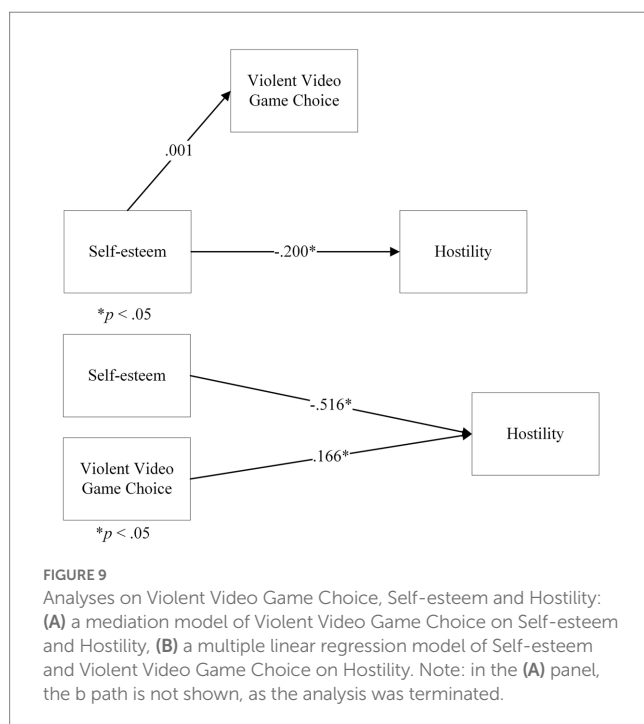 Violent Video
Game Choice
.001
Self-esteem
-.200*
Hostility
*p < .05
Self-esteem
-.516*
Hostility
.166*
Violent Video
Game Choice
*p < .05
FIGURE 9
Analyses on Violent Video Game Choice, Self-esteem and Hostility:
(A) a mediation model of Violent Video Game Choice on Self-esteem
and Hostility, (B) a multiple linear regression model of Self-esteem
and Violent Video Game Choice on Hostility. Note: in the (A) panel,
the b path is not shown, as the analysis was terminated.